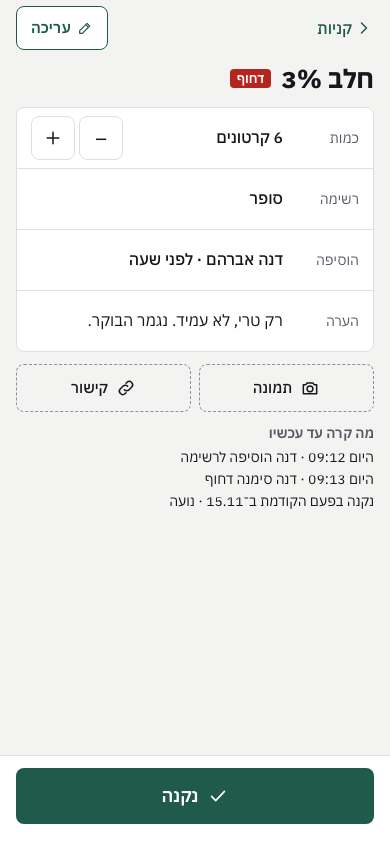 קניות
עריכה
חלב 3% דחוף
כמות 6 קרטונים
רשימה סופר
הוסיפה דנה אברהם · לפני שעה
הערה רק טרי, לא עמיד. נגמר הבוקר.
תמונה
קישור
מה קרה עד עכשיו
היום 09:12 · דנה הוסיפה לרשימה
היום 09:13 · דנה סימנה דחוף
נקנה בפעם הקודמת ב־15.11 · נועה
נקנה